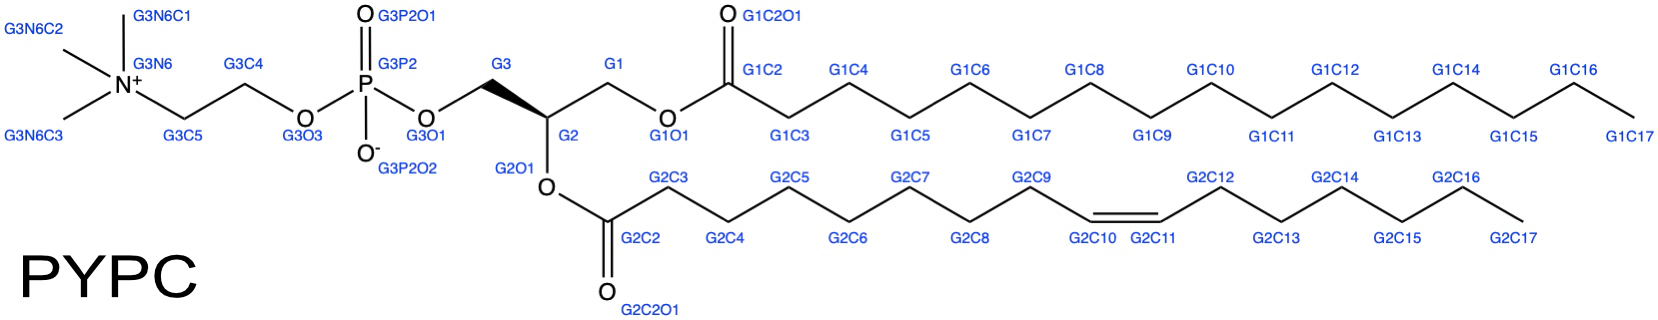 O G3P2O1 O G1C2O1
G3N6C1
G3N6C2
G3N6 G3C4 G3P2 G3 G1 G1C2 G1C4 G1C6 G1C8 G1C10 G1C12 G1C14 G1C16
N+ P
O O O
G3N6C3 G3C5 G3O3 G3O1 G2 G1O1 G1C3 G1C5 G1C7 G1C9 G1C11 G1C13 G1C15 G1C17
O-
G3P2O2 G2O1 G2C3 G2C5 G2C7 G2C9 G2C12 G2C14 G2C16
O
G2C2 G2C4 G2C6 G2C8 G2C10 G2C11 G2C13 G2C15 G2C17
PYPC
O
G2C2O1